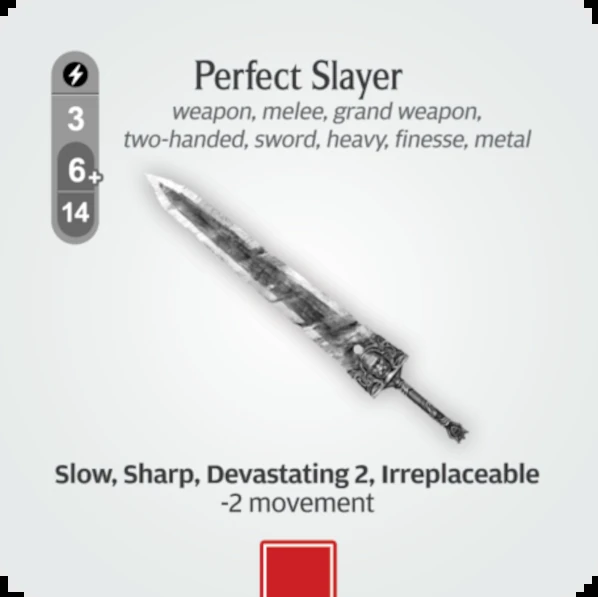 Perfect Slayer
weapon, melee, grand weapon,
two-handed, sword, heavy, finesse, metal
3
6+
14
Slow, Sharp, Devastating 2, Irreplaceable
-2 movement